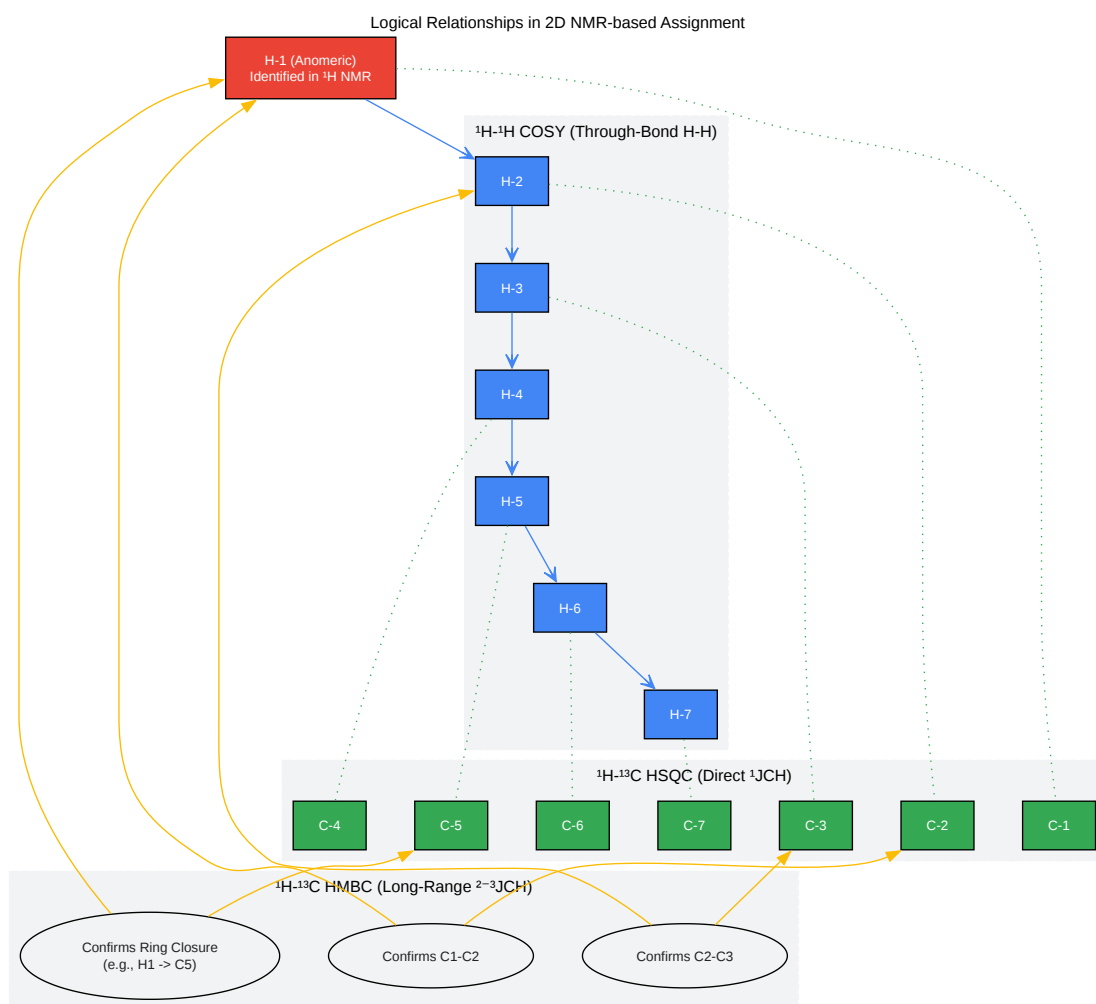 Logical Relationships in 2D NMR-based Assignment
H-1 (Anomeric)
Identified in ¹H NMR
¹H-¹H COSY (Through-Bond H-H)
H-2
H-3
H-4
H-5
H-6
H-7
¹H-¹³C HSQC (Direct ¹JCH)
C-4
C-5
C-6
C-7
C-3
C-2
C-1
¹H-¹³C HMBC (Long-Range ²⁻³JCH)
Confirms Ring Closure
(e.g., H1 -> C5)
Confirms C1-C2
Confirms C2-C3